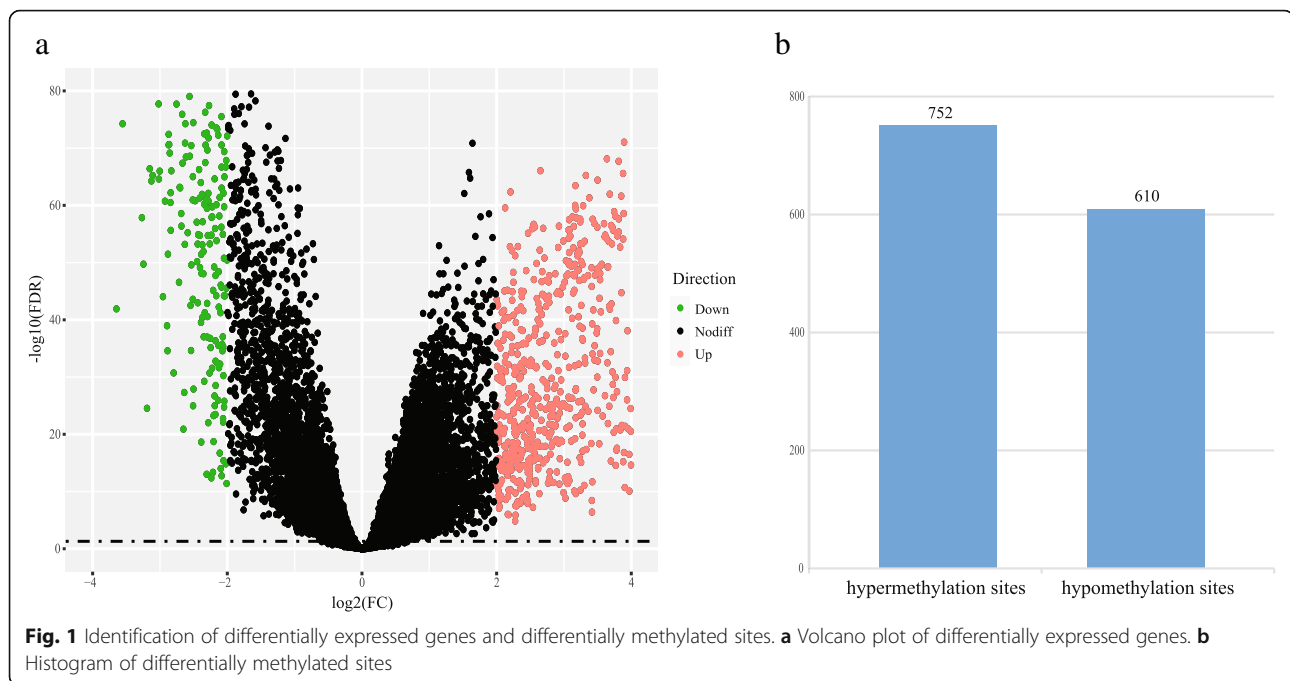 a
80
60
40
20
0
-log10(FDR)
−4
−2
0
2
4
log2(FC)
Direction
Down
Nodiff
Up
b
800
600
400
200
0
752
610
hypermethylation sites
hypomethylation sites
Fig. 1 Identification of differentially expressed genes and differentially methylated sites. a Volcano plot of differentially expressed genes. b
Histogram of differentially methylated sites